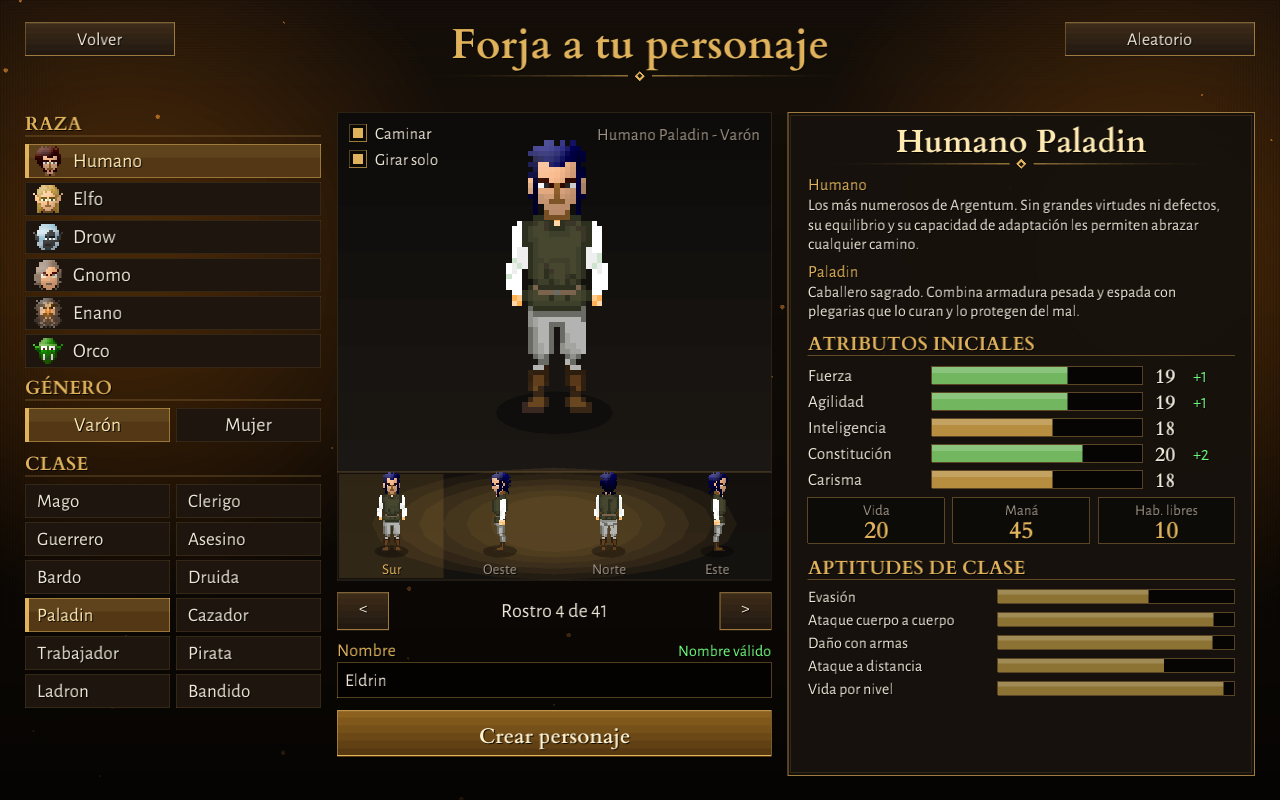 Volver
Forja a tu personaje
Aleatorio
RAZA
Humano
Elfo
Drow
Gnomo
Enano
Orco
GÉNERO
Varón
Mujer
CLASE
Mago
Clerigo
Guerrero
Asesino
Bardo
Druida
Paladin
Cazador
Trabajador
Pirata
Ladron
Bandido
Caminar
Girar solo
Humano Paladin - Varón
Sur
Oeste
Norte
Este
<
Rostro 4 de 41
>
Nombre
Nombre válido
Eldrin
Crear personaje
Humano Paladin
Humano
Los más numerosos de Argentum. Sin grandes virtudes ni defectos,
su equilibrio y su capacidad de adaptación les permiten abrazar
cualquier camino.
Paladin
Caballero sagrado. Combina armadura pesada y espada con
plegarias que lo curan y lo protegen del mal.
ATRIBUTOS INICIALES
Fuerza 19 +1
Agilidad 19 +1
Inteligencia 18
Constitución 20 +2
Carisma 18
Vida
20
Maná
45
Hab. libres
10
APTITUDES DE CLASE
Evasión
Ataque cuerpo a cuerpo
Daño con armas
Ataque a distancia
Vida por nivel